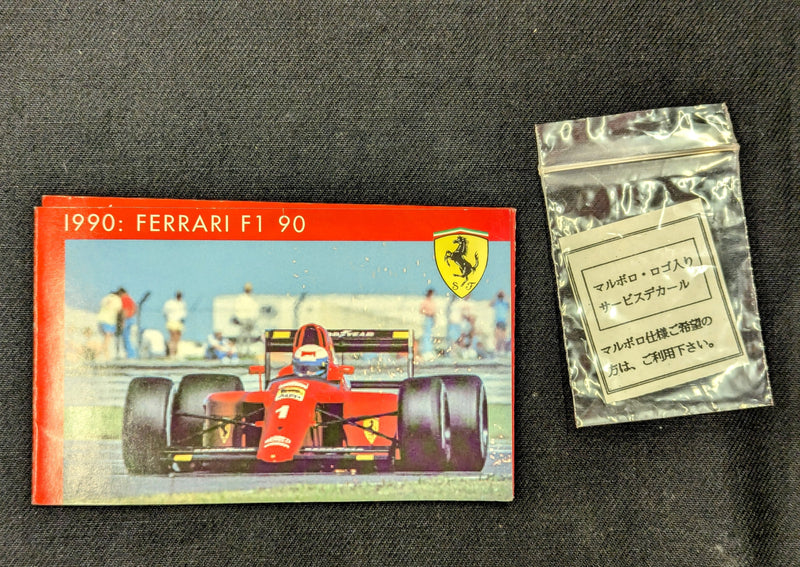 1990: FERRARI F1 90
S F
GOODYEAR
1
マルボロ・ロゴ入り
サービスデカール
マルボロ仕様ご希望の
方は、ご利用下さい。